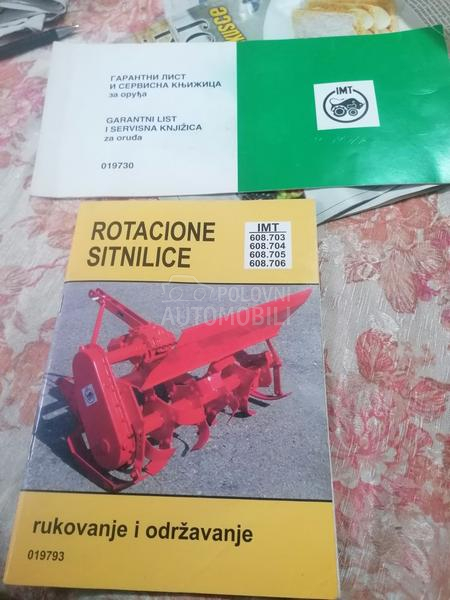 ГАРАНТНИ ЛИСТ
И СЕРВИСНА КЊИЖИЦА
за оруђа
GARANTNI LIST
I SERVISNA KNJIŽICA
za oruđa
019730
IMT
ROTACIONE
SITNILICE
IMT
608.703
608.704
608.705
608.706
POLOVNI
AUTOMOBILI
rukovanje i održavanje
019793